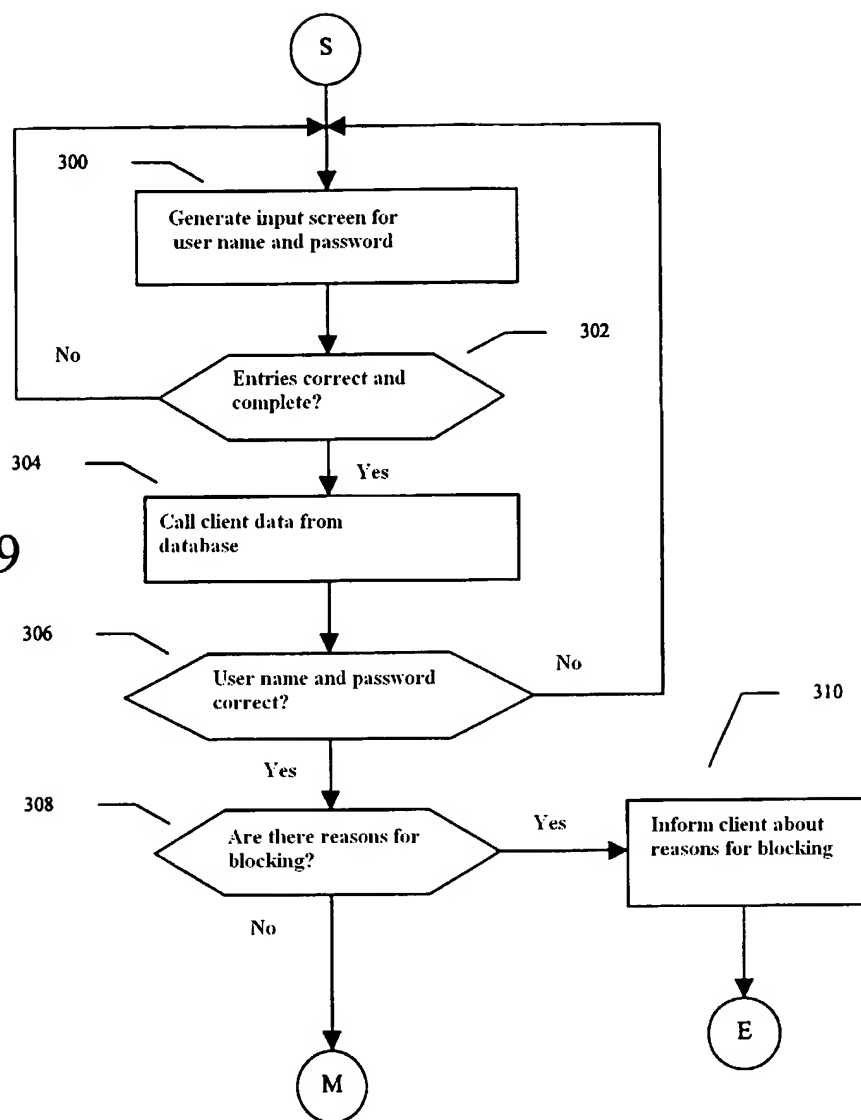 S
300
Generate input screen for
user name and password
302
No
Entries correct and
complete?
304
Yes
Call client data from
database
9
306
No
User name and password
correct?
310
Yes
308
Are there reasons for
blocking?
Yes
Inform client about
reasons for blocking
No
E
M